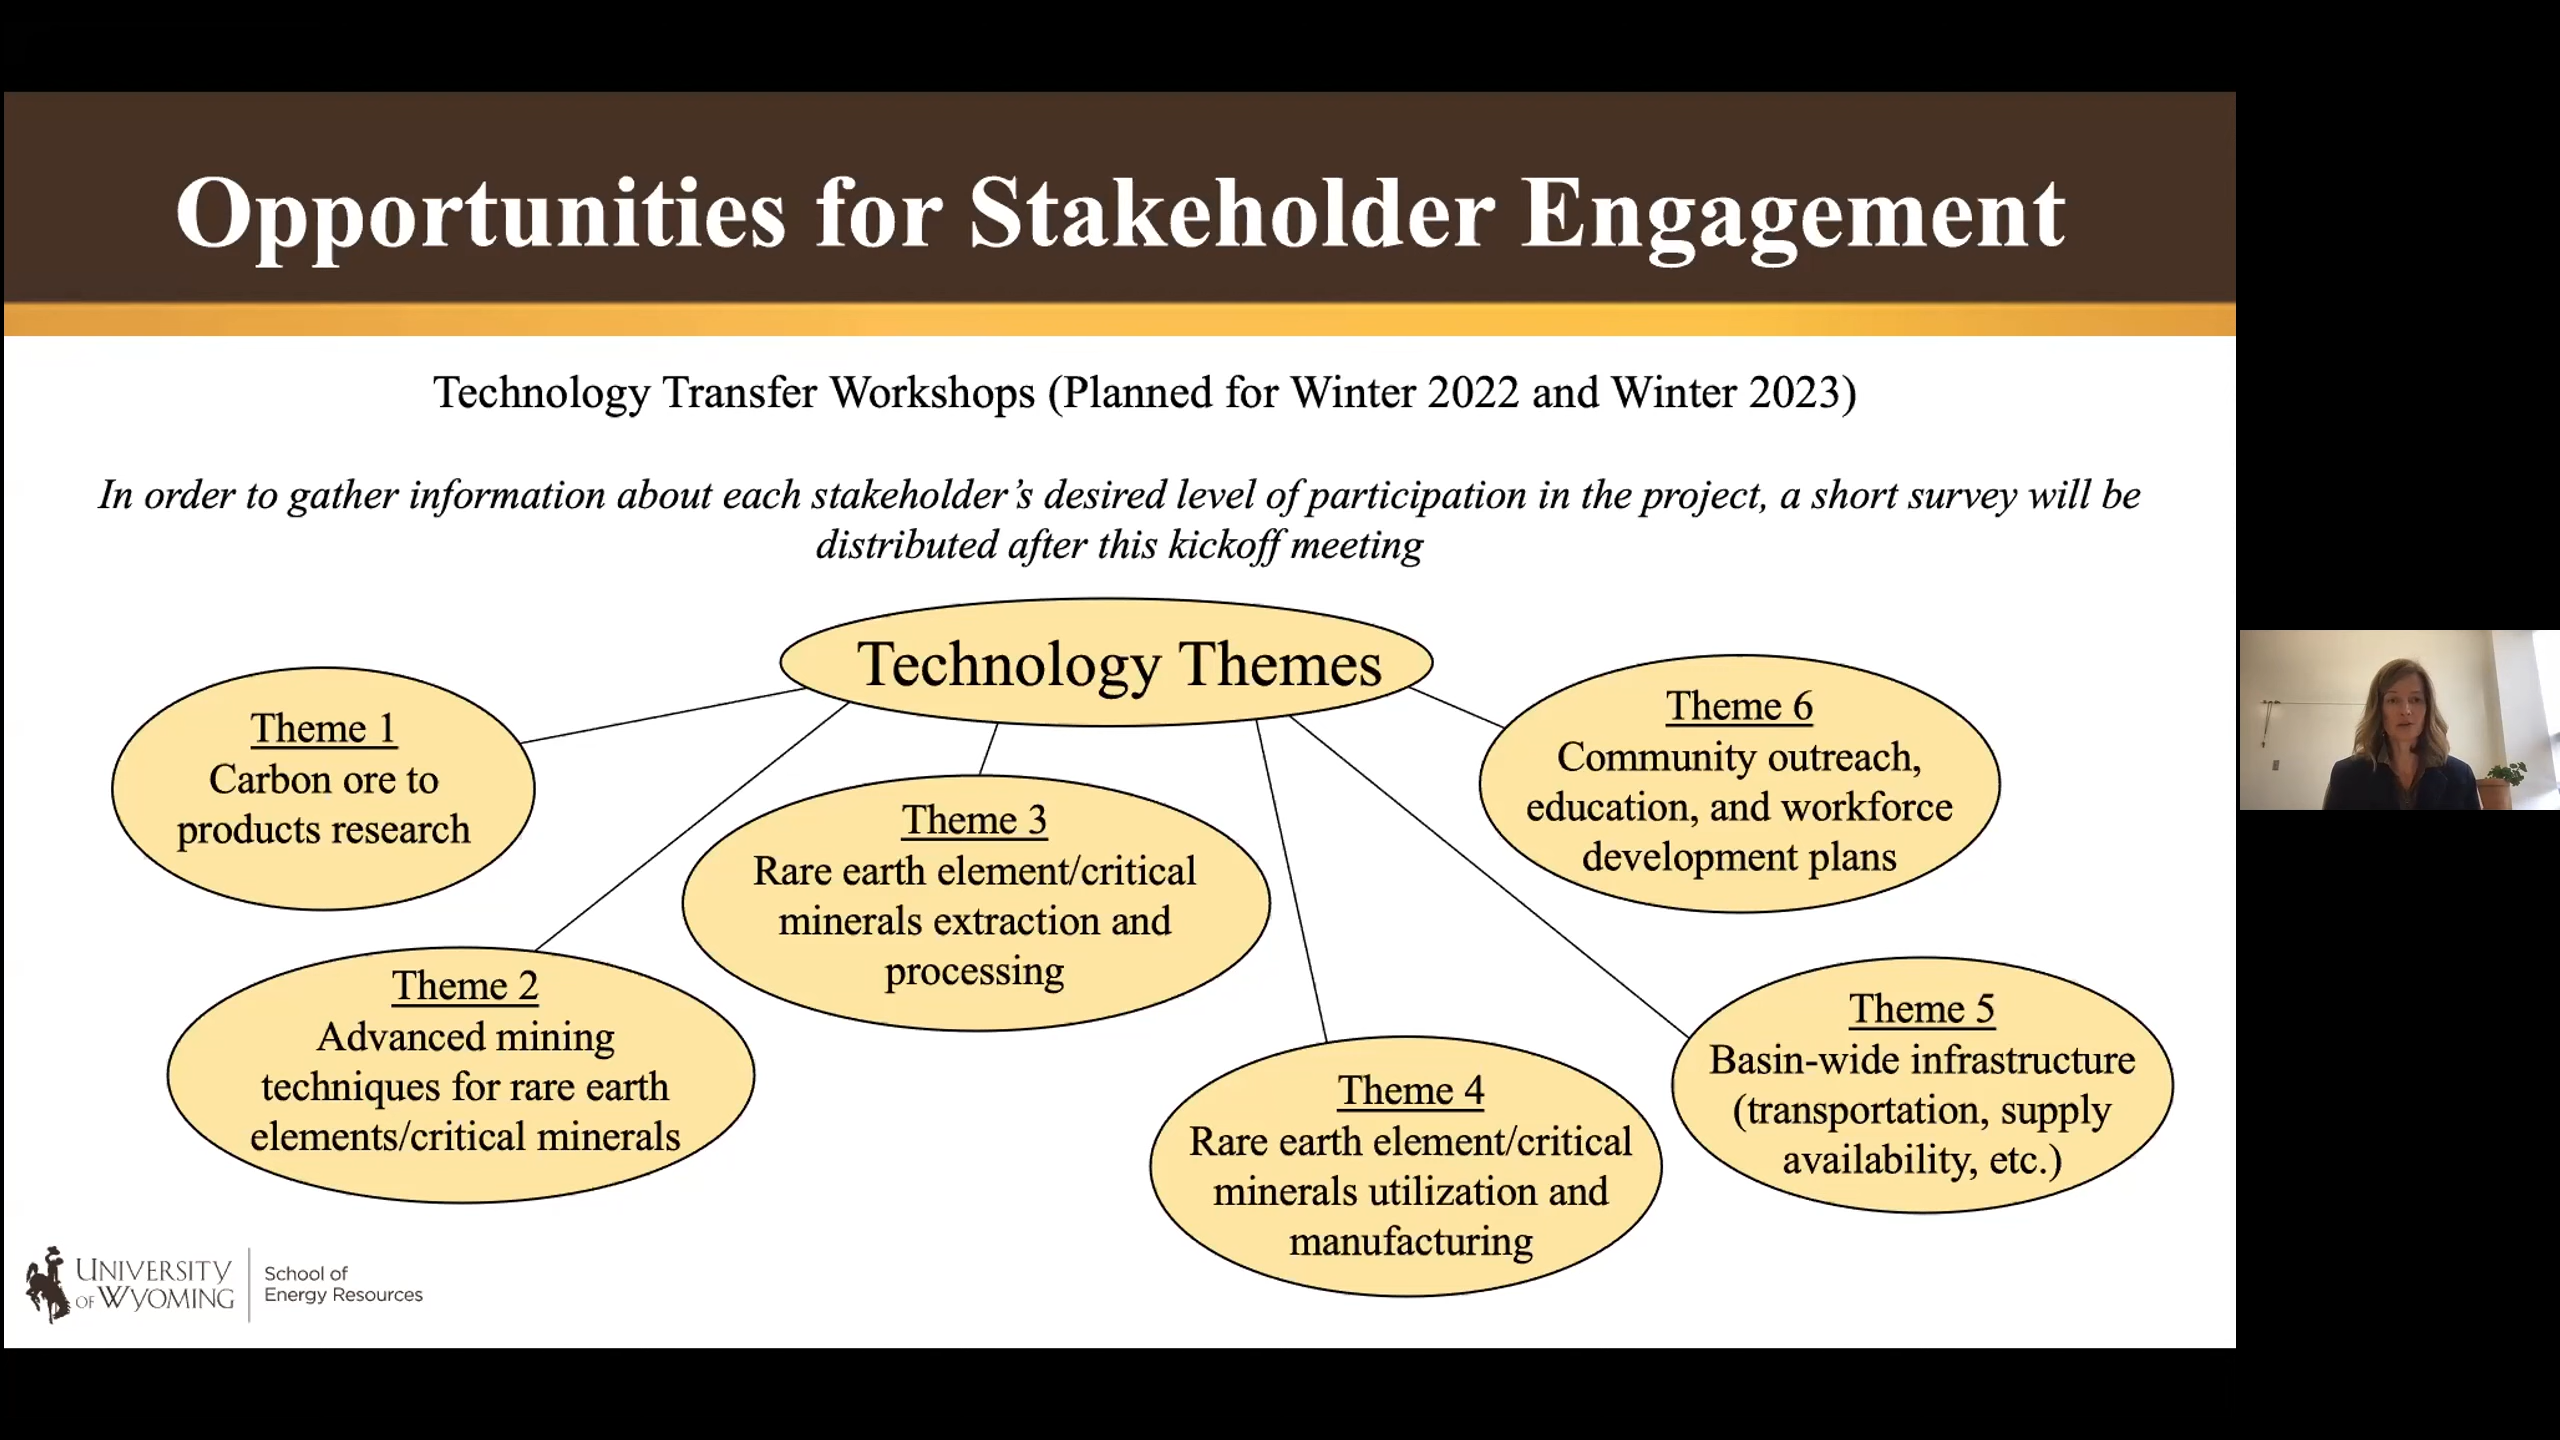 Opportunities for Stakeholder Engagement
Technology Transfer Workshops (Planned for Winter 2022 and Winter 2023)
In order to gather information about each stakeholder’s desired level of participation in the project, a short survey will be
distributed after this kickoff meeting
Technology Themes
Theme 1
Carbon ore to
products research
Theme 2
Advanced mining
techniques for rare earth
elements/critical minerals
Theme 3
Rare earth element/critical
minerals extraction and
processing
Theme 4
Rare earth element/critical
minerals utilization and
manufacturing
Theme 5
Basin-wide infrastructure
(transportation, supply
availability, etc.)
Theme 6
Community outreach,
education, and workforce
development plans
UNIVERSITY
OF WYOMING
School of
Energy Resources